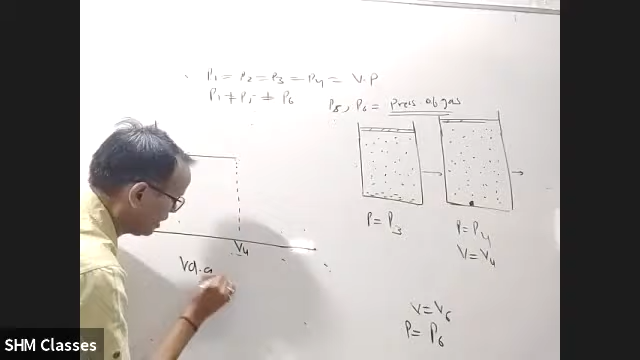 P₁ = P₂ = P₃ = P₄ = V.P
P₁ ≠ P₅ ≠ P₆
P₅, P₆ = Press. of gas
P = P₃
P = P₄
V = V₄
V₄
Vd.a
V = V₆
P = P₆
SHM Classes